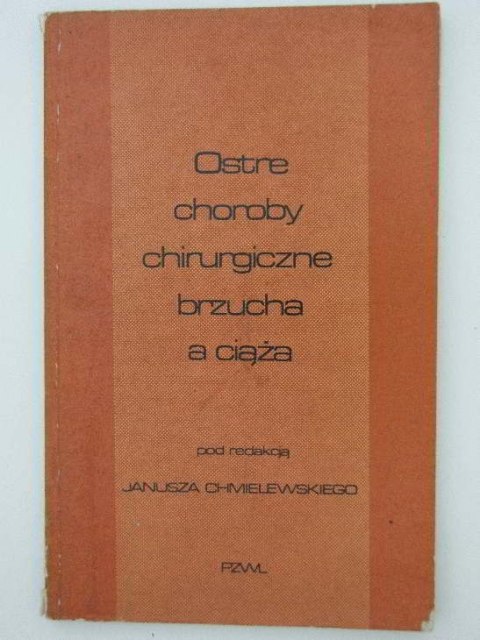 Ostre
choroby
chirurgiczne
brzucha
a ciąża
pod redakcją
JANUSZA CHMIELEWSKIEGO
PZWL